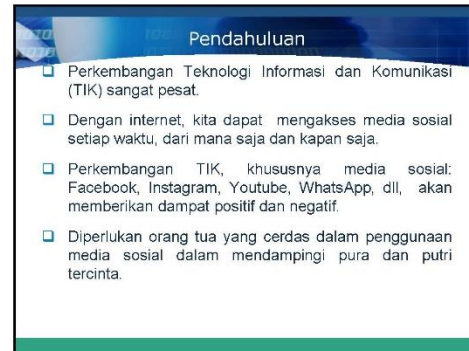 Pendahuluan
Perkembangan Teknologi Informasi dan Komunikasi
(TIK) sangat pesat.
Dengan internet, kita dapat mengakses media sosial
setiap waktu, dari mana saja dan kapan saja.
Perkembangan TIK, khususnya media sosial:
Facebook, Instagram, Youtube, WhatsApp, dll, akan
memberikan dampat positif dan negatif.
Diperlukan orang tua yang cerdas dalam penggunaan
media sosial dalam mendampingi pura dan putri
tercinta.